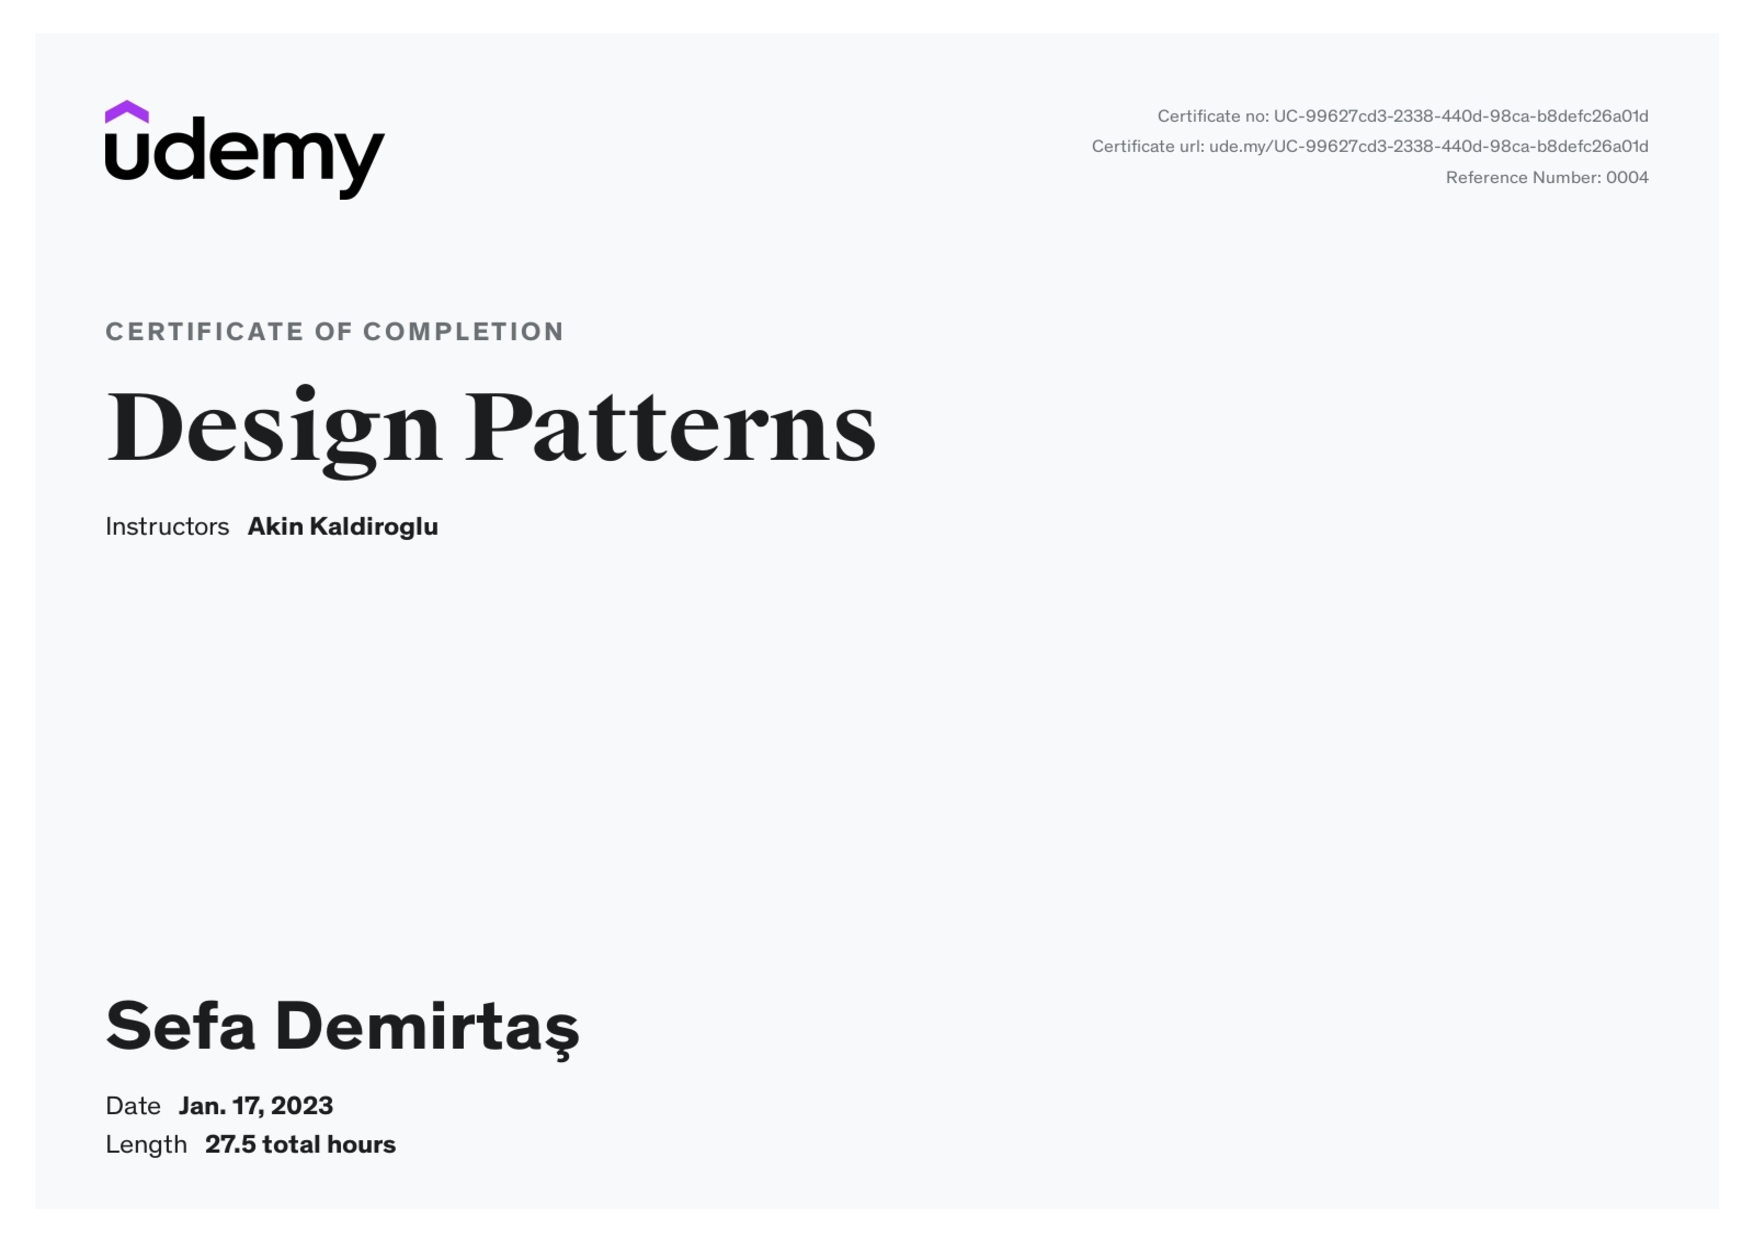 udemy
Certificate no: UC-99627cd3-2338-440d-98ca-b8defc26a01d
Certificate url: ude.my/UC-99627cd3-2338-440d-98ca-b8defc26a01d
Reference Number: 0004
CERTIFICATE OF COMPLETION
Design Patterns
Instructors Akin Kaldiroglu
Sefa Demirtaş
Date Jan. 17, 2023
Length 27.5 total hours